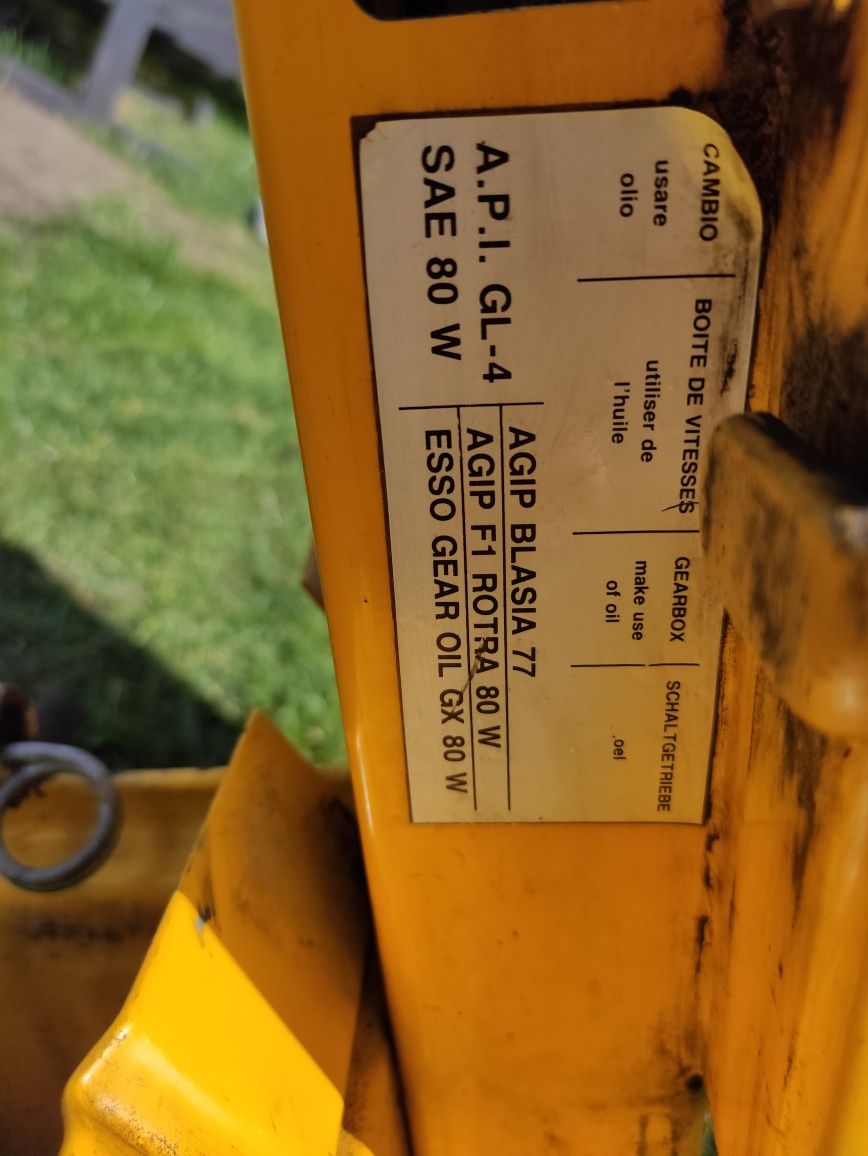 CAMBIO
usare
olio
BOITE DE VITESSES
utiliser de
l'huile
GEARBOX
make use
of oil
SCHALTGETRIEBE
oel
A.P.I. GL-4
SAE 80 W
AGIP BLASIA 77
AGIP F1 ROTRA 80 W
ESSO GEAR OIL GX 80 W